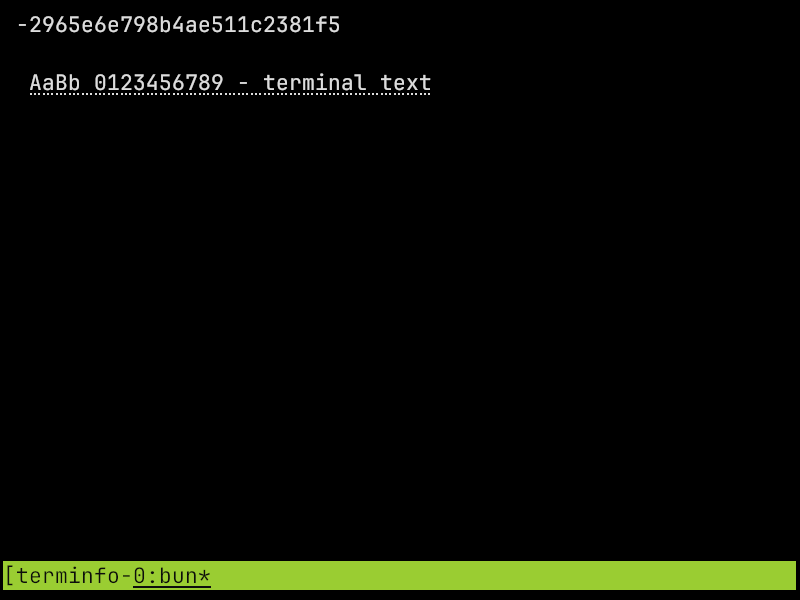 -2965e6e798b4ae511c2381f5
AaBb 0123456789 - terminal text
[terminfo-0:bun*